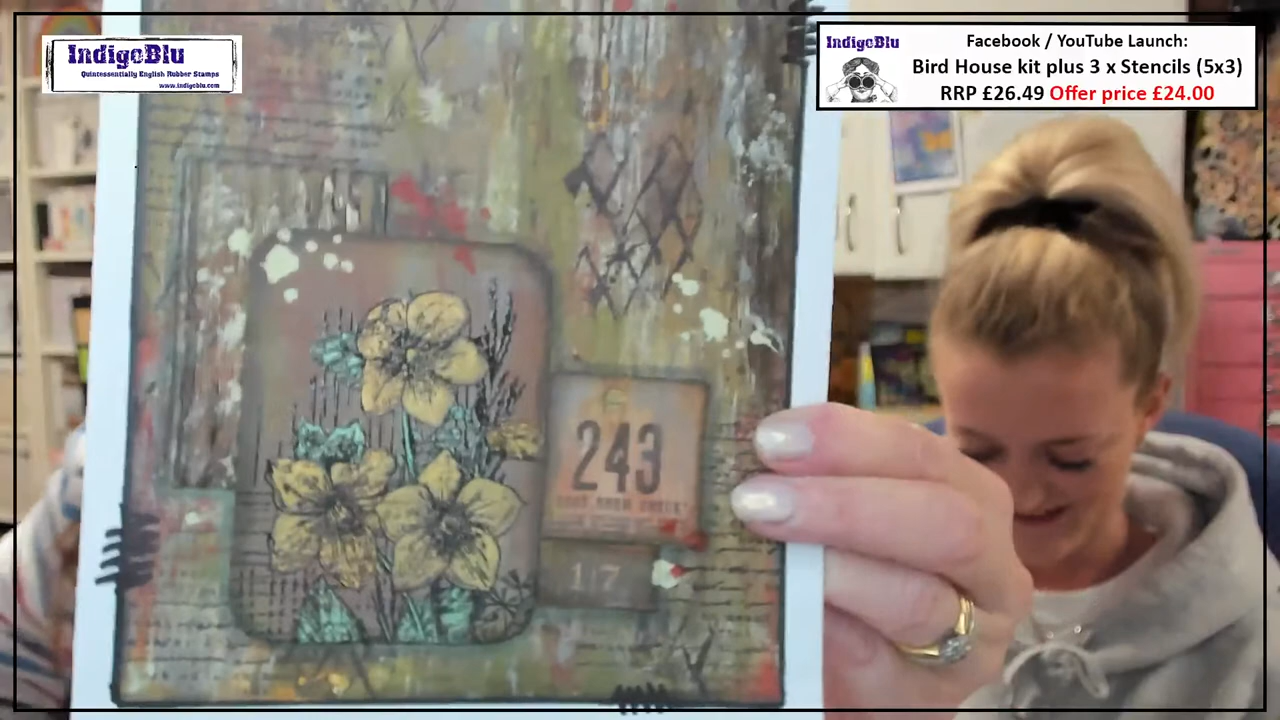 IndigoBlu
Quintessentially English Rubber Stamps
www.indigoblu.com
IndigoBlu
Facebook / YouTube Launch:
Bird House kit plus 3 x Stencils (5x3)
RRP £26.49 Offer price £24.00
243
1|7